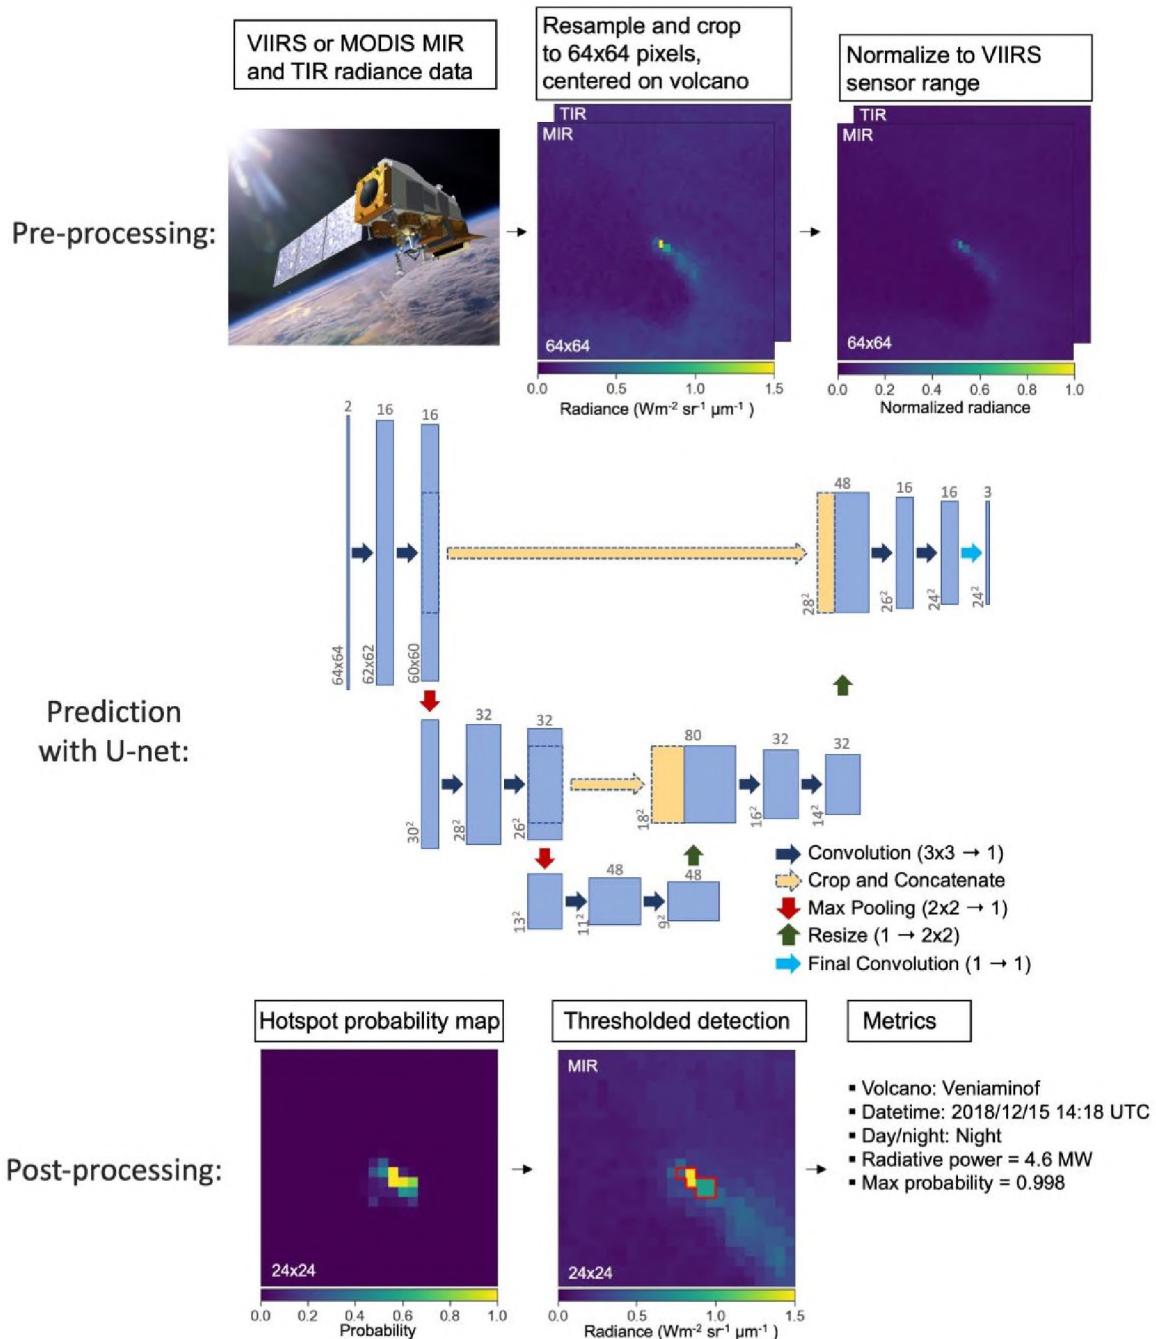 VIIRS or MODIS MIR
and TIR radiance data
Resample and crop
to 64x64 pixels,
centered on volcano
Normalize to VIIRS
sensor range
Pre-processing:
TIR
MIR
64x64
0.0 0.5 1.0 1.5
Radiance (Wm⁻² sr⁻¹ µm⁻¹ )
TIR
MIR
64x64
0.0 0.2 0.4 0.6 0.8 1.0
Normalized radiance
Prediction
with U-net:
2 16 16
64x64 62x62 60x60
48 16 16 3
28² 26² 24² 24²
32 32
30² 28² 26²
80 32 32
18² 16² 14²
48 48
13² 11² 9²
Convolution (3x3 → 1)
Crop and Concatenate
Max Pooling (2x2 → 1)
Resize (1 → 2x2)
Final Convolution (1 → 1)
Post-processing:
Hotspot probability map
24x24
0.0 0.2 0.4 0.6 0.8 1.0
Probability
Thresholded detection
MIR
24x24
0.0 0.5 1.0 1.5
Radiance (Wm⁻² sr⁻¹ µm⁻¹ )
Metrics
▪ Volcano: Veniaminof
▪ Datetime: 2018/12/15 14:18 UTC
▪ Day/night: Night
▪ Radiative power = 4.6 MW
▪ Max probability = 0.998